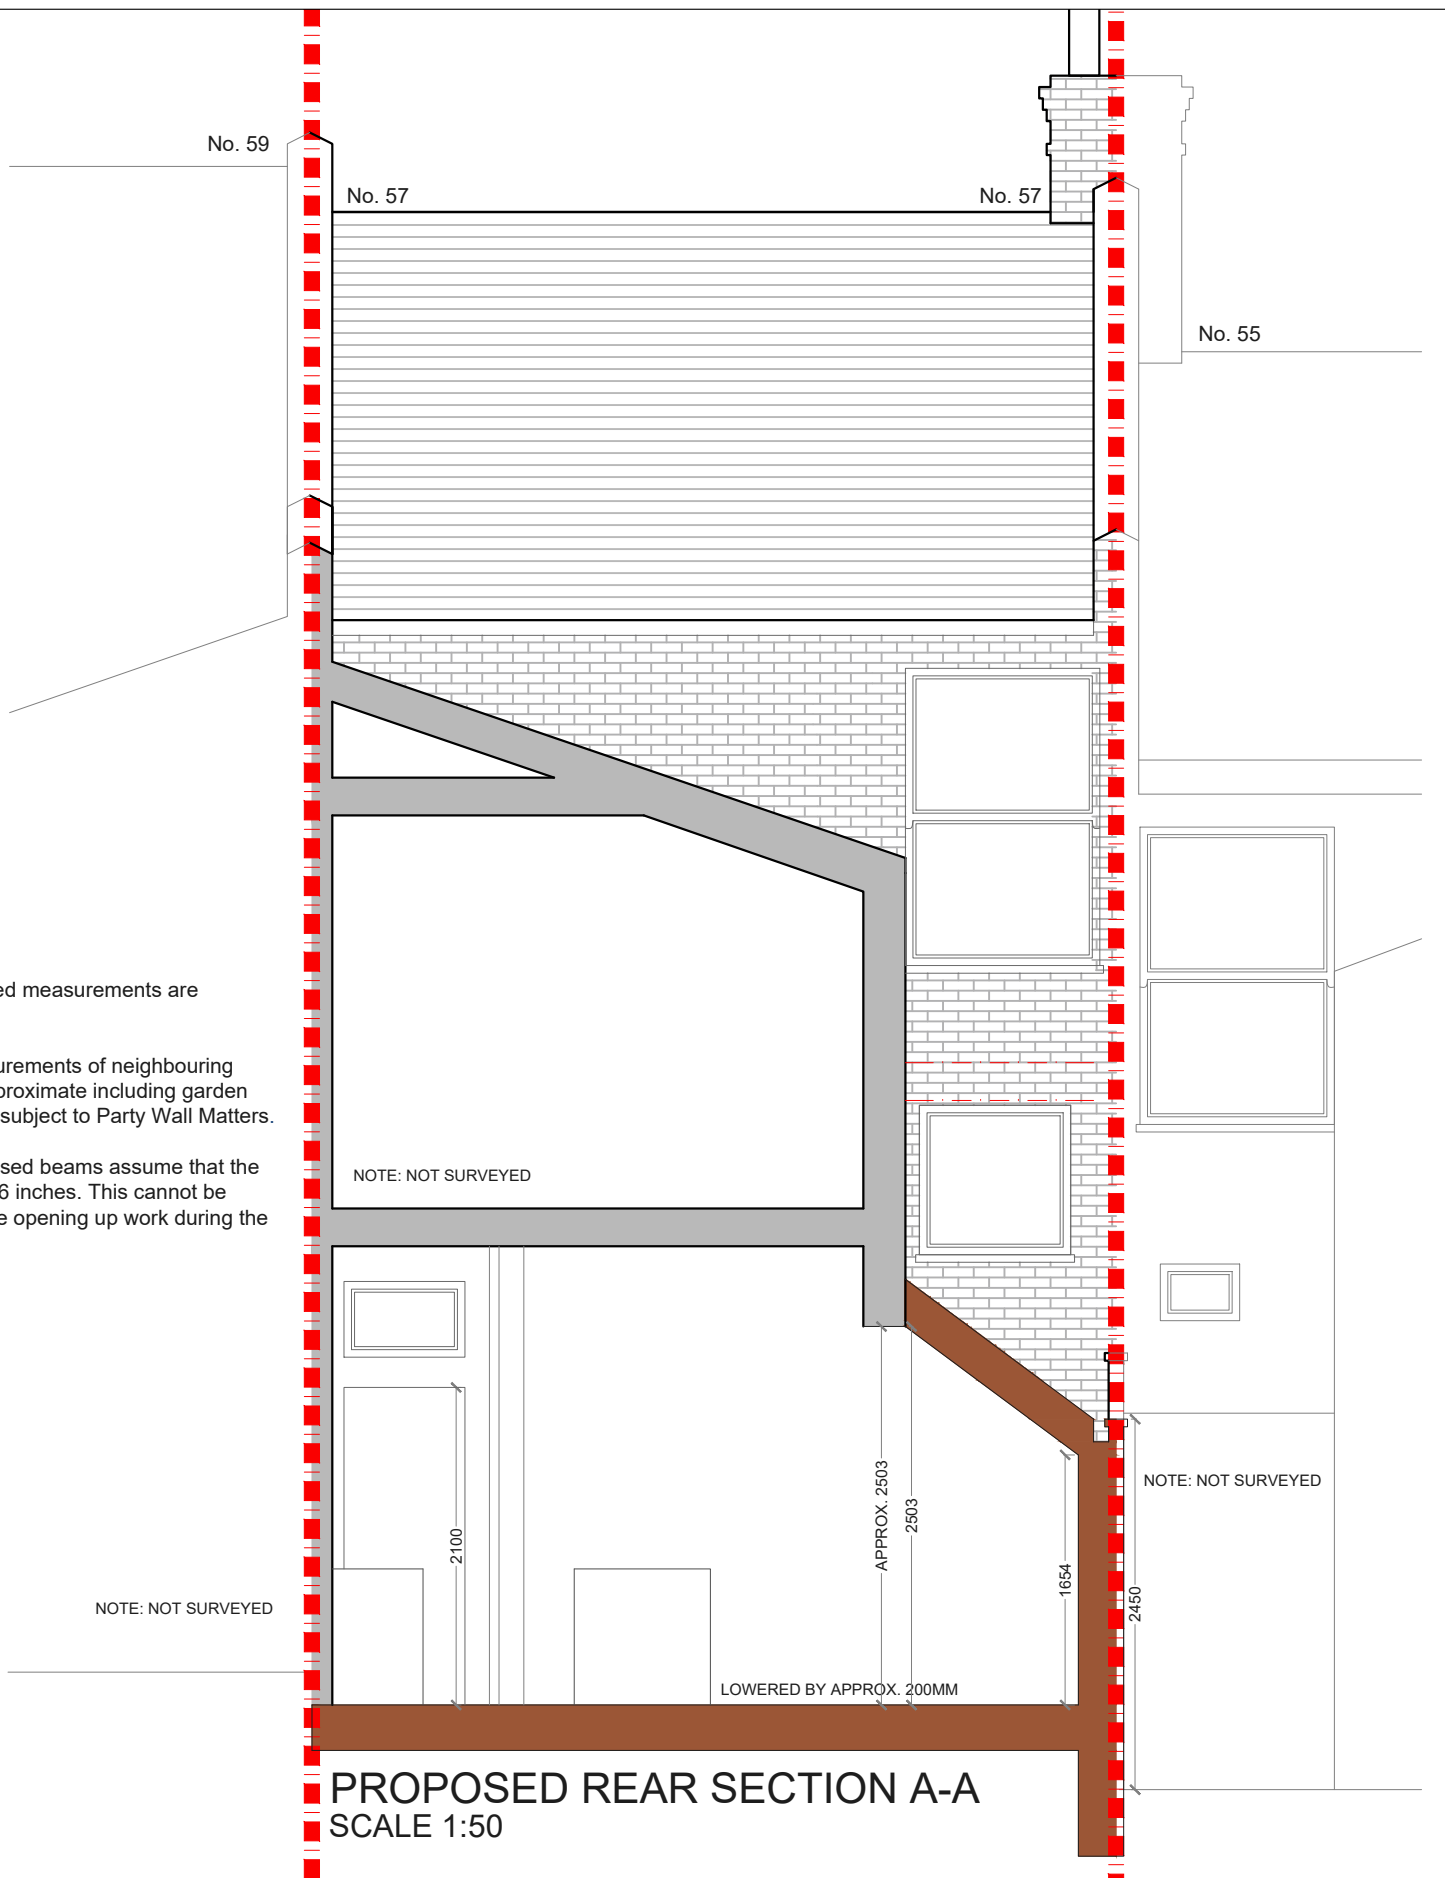 No. 59
No. 57
No. 57
No. 55
ed measurements are
urements of neighbouring
proximate including garden
subject to Party Wall Matters.
sed beams assume that the
6 inches. This cannot be
e opening up work during the
NOTE: NOT SURVEYED
APPROX. 2503
2503
2100
1654
2450
NOTE: NOT SURVEYED
NOTE: NOT SURVEYED
LOWERED BY APPROX. 200MM
PROPOSED REAR SECTION A-A
SCALE 1:50